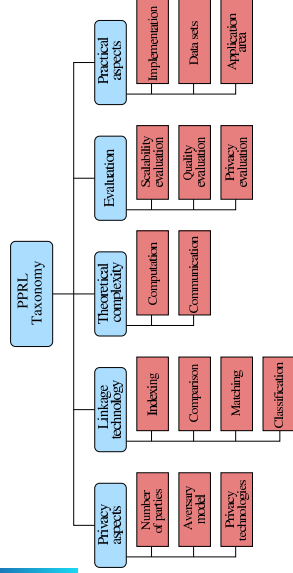 PPRL
Taxonomy
Privacy
aspects
Number
of parties
Aversary
model
Privacy
technologies
Linkage
technology
Indexing
Comparison
Matching
Classification
Theoretical
complexity
Computation
Communication
Evaluation
Scalability
evaluation
Quality
evaluation
Privacy evaluation
Practical
aspects
Implementation
Data sets
Application
area